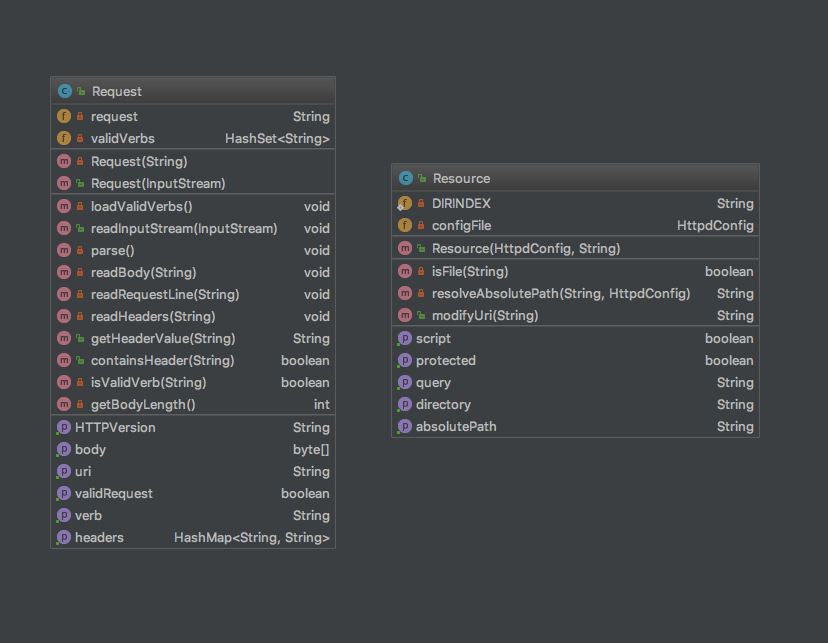 Request
request String
validVerbs HashSet<String>
Request(String)
Request(InputStream)
loadValidVerbs() void
readInputStream(InputStream) void
parse() void
readBody(String) void
readRequestLine(String) void
readHeaders(String) void
getHeaderValue(String) String
containsHeader(String) boolean
isValidVerb(String) boolean
getBodyLength() int
HTTPVersion String
body byte[]
uri String
validRequest boolean
verb String
headers HashMap<String, String>
Resource
DIRINDEX String
configFile HttpdConfig
Resource(HttpdConfig, String)
isFile(String) boolean
resolveAbsolutePath(String, HttpdConfig) String
modifyUri(String) String
script boolean
protected boolean
query String
directory String
absolutePath String